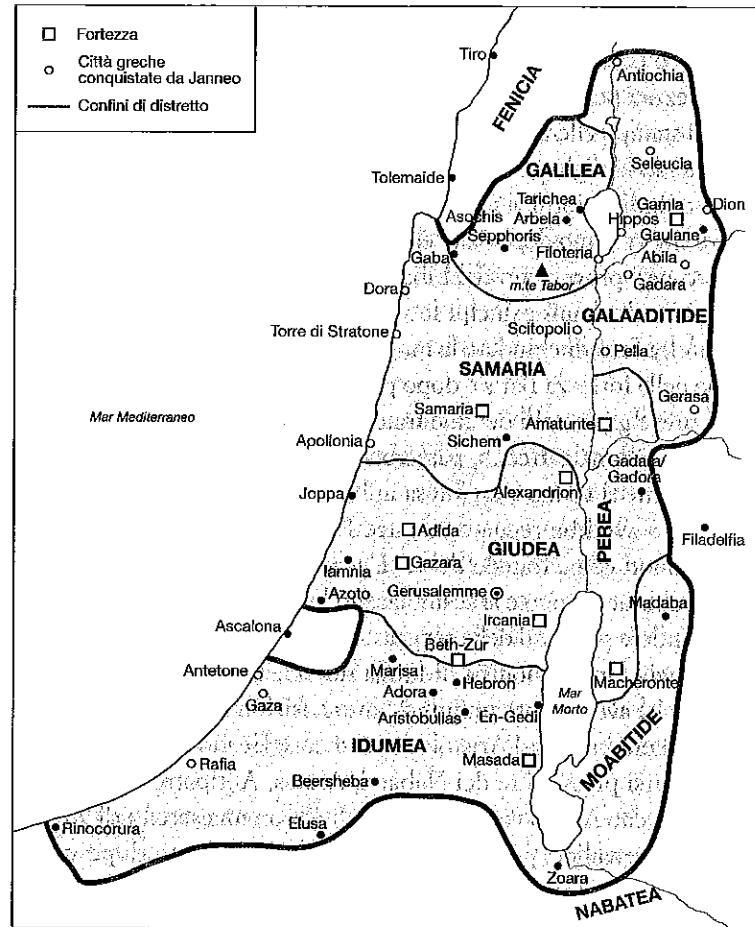 Fortezza
Città greche
conquistate da Janneo
Confini di distretto
Tiro
Antiochia
FENICIA
Seleucia
GALILEA
Tolemaide
Tarichea
Gamla
Dion
Asochis
Arbela
Hippos
Sepphoris
Gaulane
Gaba
Filoteria
Abila
m.te Tabor
Gadara
Dora
GALAADITIDE
Torre di Stratone
Scitopoli
Pella
SAMARIA
Gerasa
Samaria
Amaturite
Mar Mediterraneo
Apollonia
Sichem
Gadara/
Gadora
Alexandrion
Joppa
Adida
PEREA
Filadelfia
GIUDEA
Iamnia
Gazara
Gerusalemme
Azoto
Madaba
Ircania
Ascalona
Beth-Zur
Antetone
Marisa
Macheronte
Hebron
Gaza
Adora
Mar
Morto
Aristobulias
En-Gedi
IDUMEA
MOABITIDE
Rafia
Masada
Beersheba
Rinocorura
Elusa
Zoara
NABATEA